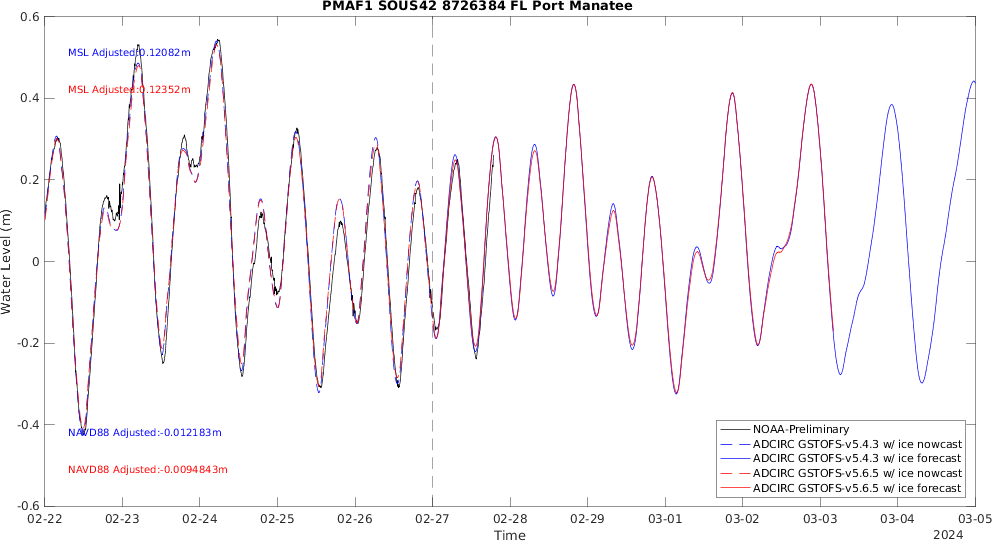 PMAF1 SOUS42 8726384 FL Port Manatee
0.6
0.4
0.2
0
-0.2
-0.4
-0.6
Water Level (m)
MSL Adjusted:0.12082m
MSL Adjusted:0.12352m
NAVD88 Adjusted:-0.012183m
NAVD88 Adjusted:-0.0094843m
NOAA-Preliminary
ADCIRC GSTOFS-v5.4.3 w/ ice nowcast
ADCIRC GSTOFS-v5.4.3 w/ ice forecast
ADCIRC GSTOFS-v5.6.5 w/ ice nowcast
ADCIRC GSTOFS-v5.6.5 w/ ice forecast
02-22 02-23 02-24 02-25 02-26 02-27 02-28 02-29 03-01 03-02 03-03 03-04 03-05
Time
2024